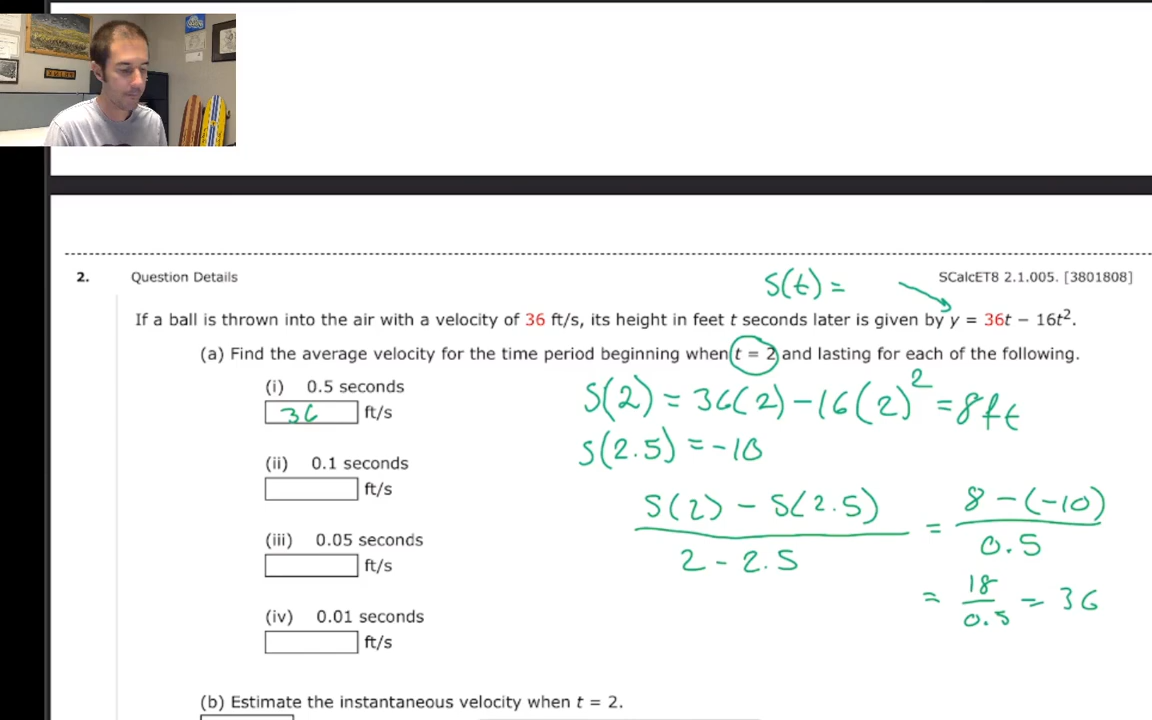 2. Question Details SCalcET8 2.1.005. [3801808]
S(t) =
If a ball is thrown into the air with a velocity of 36 ft/s, its height in feet t seconds later is given by y = 36t − 16t².
(a) Find the average velocity for the time period beginning when t = 2 and lasting for each of the following.
(i) 0.5 seconds
36 ft/s
S(2) = 36(2) − 16(2)² = 8ft
S(2.5) = −10
(ii) 0.1 seconds
ft/s
S(2) − S(2.5) / 2 − 2.5 = 8 − (−10) / 0.5
(iii) 0.05 seconds
ft/s
= 18 / 0.5 = 36
(iv) 0.01 seconds
ft/s
(b) Estimate the instantaneous velocity when t = 2.